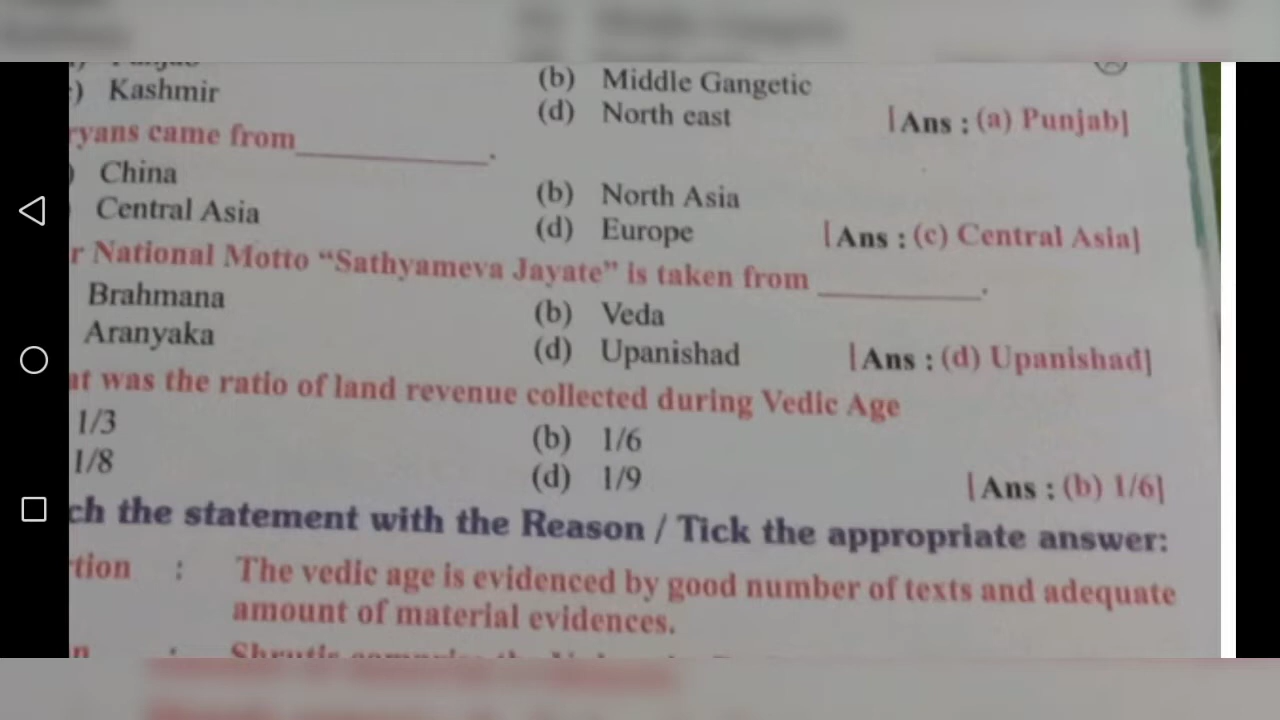 (b) Middle Gangetic
) Kashmir
(d) North east [Ans : (a) Punjab]
ryans came from__________.
) China
(b) North Asia
Central Asia
(d) Europe [Ans : (c) Central Asia]
r National Motto “Sathyameva Jayate” is taken from __________.
Brahmana
(b) Veda
Aranyaka
(d) Upanishad [Ans : (d) Upanishad]
at was the ratio of land revenue collected during Vedic Age
1/3
(b) 1/6
1/8
(d) 1/9 [Ans : (b) 1/6]
ch the statement with the Reason / Tick the appropriate answer:
tion : The vedic age is evidenced by good number of texts and adequate
amount of material evidences.